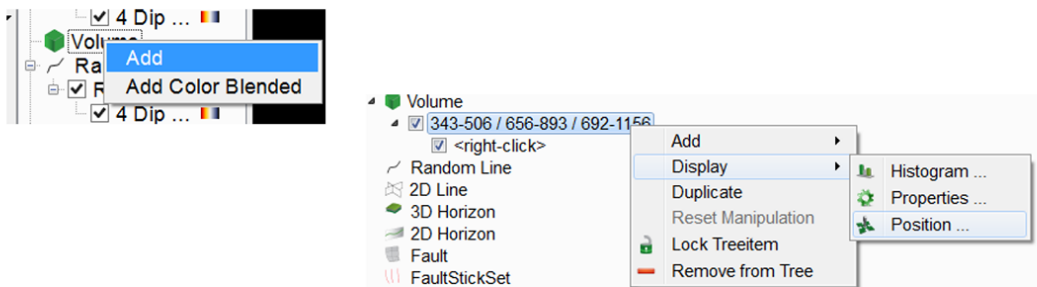 4 Dip ...
Volume
Add
Ra
Add Color Blended
R
4 Dip ...
Volume
343-506 / 656-893 / 692-1156
<right-click>
Random Line
2D Line
3D Horizon
2D Horizon
Fault
FaultStickSet
Add
Display
Duplicate
Reset Manipulation
Lock Treeitem
Remove from Tree
Histogram ...
Properties ...
Position ...